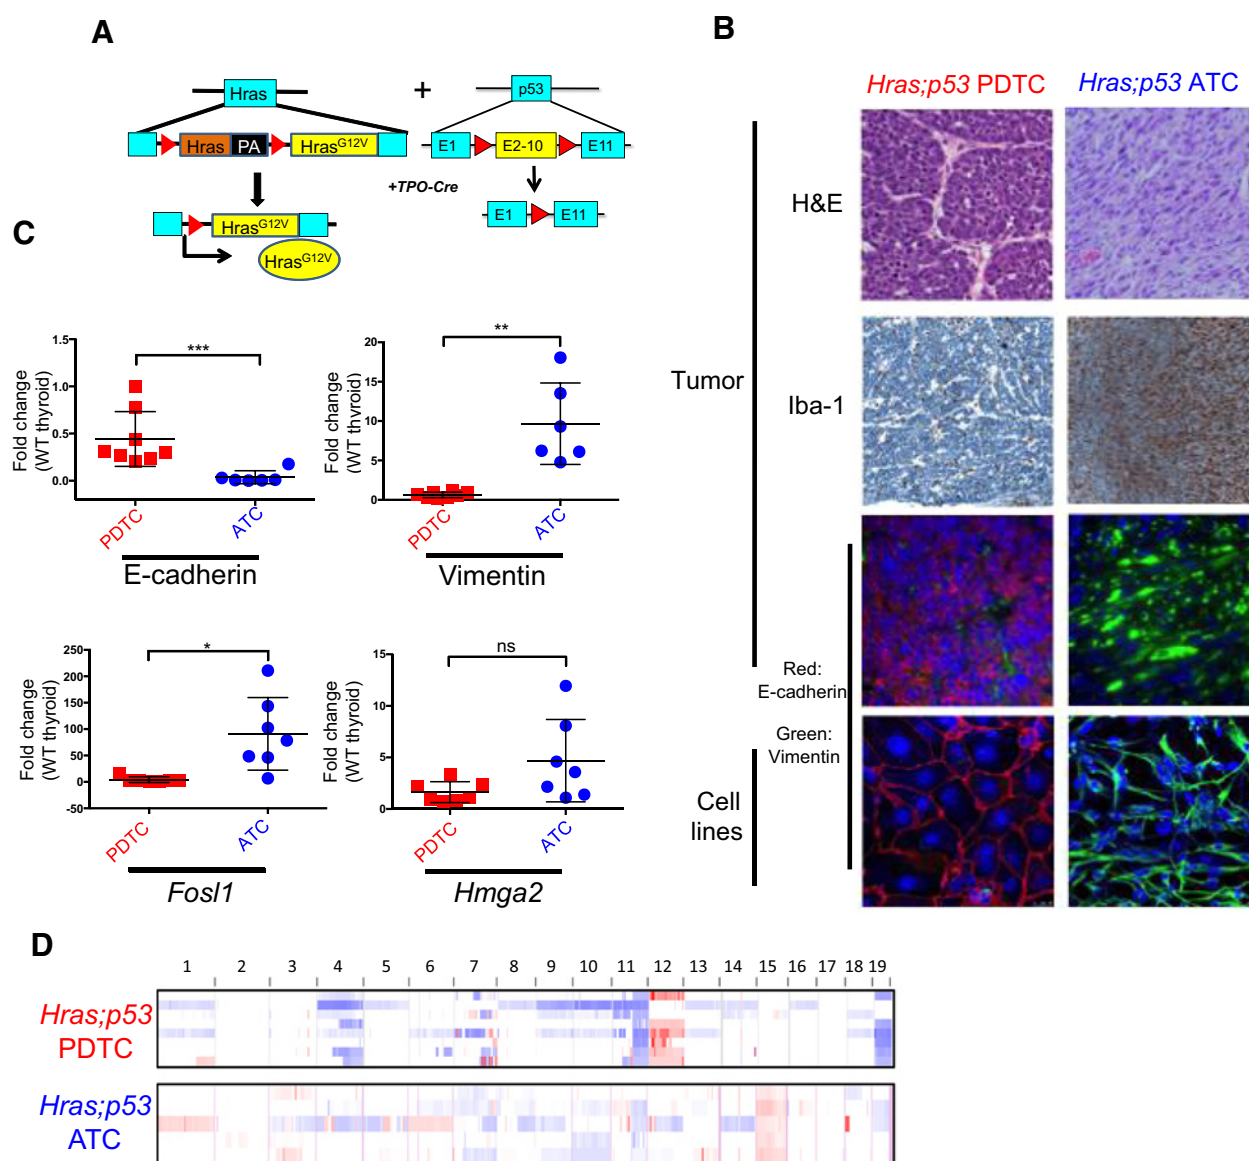 A
Hras
+
p53
Hras PA HrasG12V
E1 E2-10 E11
+TPO-Cre
HrasG12V
E1 E11
HrasG12V
B
Hras;p53 PDTC Hras;p53 ATC
H&E
Tumor
Iba-1
Red:
E-cadherin
Green:
Vimentin
Cell
lines
C
Fold change
(WT thyroid)
1.5
1.0
0.5
0.0
***
PDTC ATC
E-cadherin
Fold change
(WT thyroid)
20
15
10
5
0
**
PDTC ATC
Vimentin
Fold change
(WT thyroid)
250
200
150
100
50
0
-50
*
PDTC ATC
Fosl1
Fold change
(WT thyroid)
15
10
5
0
ns
PDTC ATC
Hmga2
D
1 2 3 4 5 6 7 8 9 10 11 12 13 14 15 16 17 18 19
Hras;p53
PDTC
Hras;p53
ATC